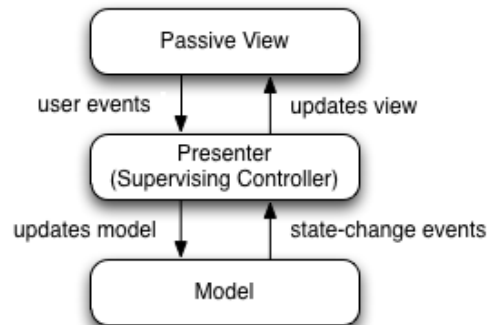 Passive View
user events
updates view
Presenter
(Supervising Controller)
updates model
state-change events
Model